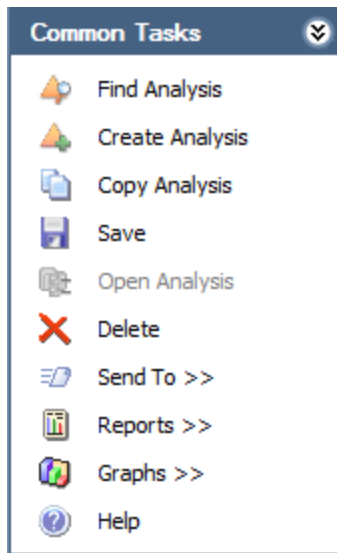 Common Tasks
Find Analysis
Create Analysis
Copy Analysis
Save
Open Analysis
Delete
Send To >>
Reports >>
Graphs >>
Help